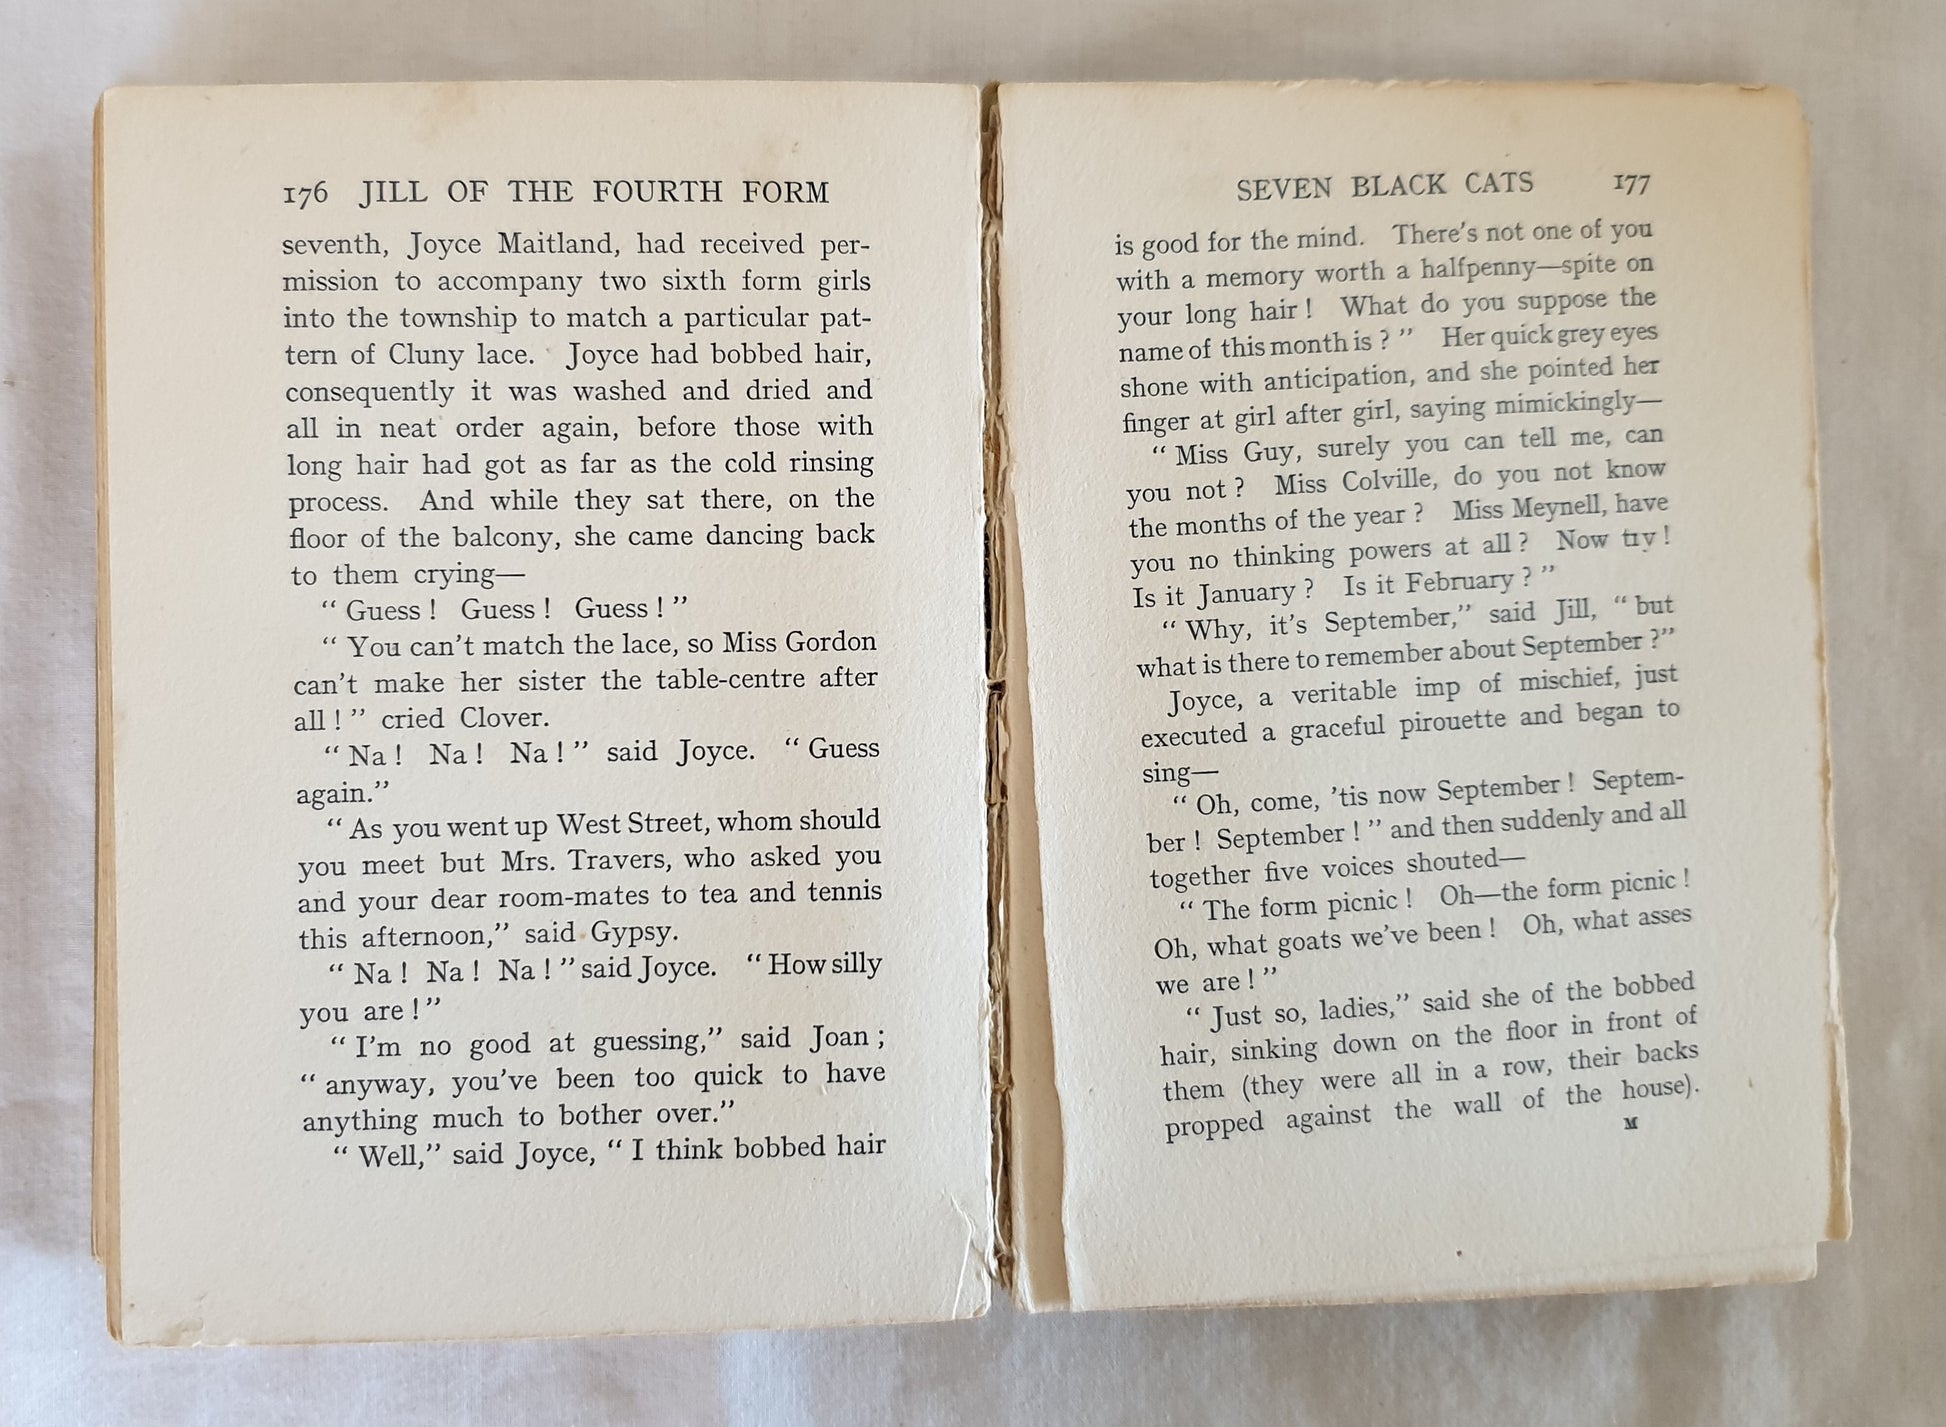 176 JILL OF THE FOURTH FORM
seventh, Joyce Maitland, had received per-
mission to accompany two sixth form girls
into the township to match a particular pat-
tern of Cluny lace. Joyce had bobbed hair,
consequently it was washed and dried and
all in neat order again, before those with
long hair had got as far as the cold rinsing
process. And while they sat there, on the
floor of the balcony, she came dancing back
to them crying—
“ Guess ! Guess ! Guess ! ”
“ You can’t match the lace, so Miss Gordon
can’t make her sister the table-centre after
all ! ” cried Clover.
“ Na ! Na ! Na ! ” said Joyce. “ Guess
again.”
“ As you went up West Street, whom should
you meet but Mrs. Travers, who asked you
and your dear room-mates to tea and tennis
this afternoon,” said Gypsy.
“ Na ! Na ! Na ! ” said Joyce. “ How silly
you are ! ”
“ I’m no good at guessing,” said Joan ;
“ anyway, you’ve been too quick to have
anything much to bother over.”
“ Well,” said Joyce, “ I think bobbed hair
SEVEN BLACK CATS 177
is good for the mind. There’s not one of you
with a memory worth a halfpenny—spite on
your long hair ! What do you suppose the
name of this month is ? ” Her quick grey eyes
shone with anticipation, and she pointed her
finger at girl after girl, saying mimickingly—
“ Miss Guy, surely you can tell me, can
you not ? Miss Colville, do you not know
the months of the year ? Miss Meynell, have
you no thinking powers at all ? Now try !
Is it January ? Is it February ? ”
“ Why, it’s September,” said Jill, “ but
what is there to remember about September ?”
Joyce, a veritable imp of mischief, just
executed a graceful pirouette and began to
sing—
“ Oh, come, ’tis now September ! Septem-
ber ! September ! ” and then suddenly and all
together five voices shouted—
“ The form picnic ! Oh—the form picnic !
Oh, what goats we’ve been ! Oh, what asses
we are ! ”
“ Just so, ladies,” said she of the bobbed
hair, sinking down on the floor in front of
them (they were all in a row, their backs
propped against the wall of the house).
M